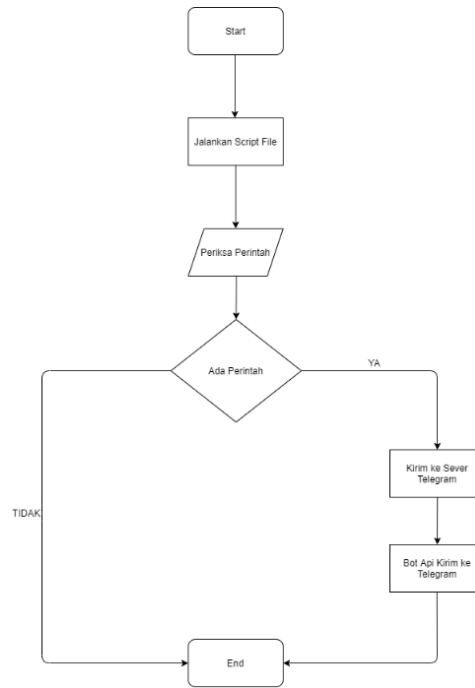 Start
Jalankan Script File
Periksa Perintah
Ada Perintah
YA
Kirim ke Sever
Telegram
TIDAK
Bot Api Kirim ke
Telegram
End